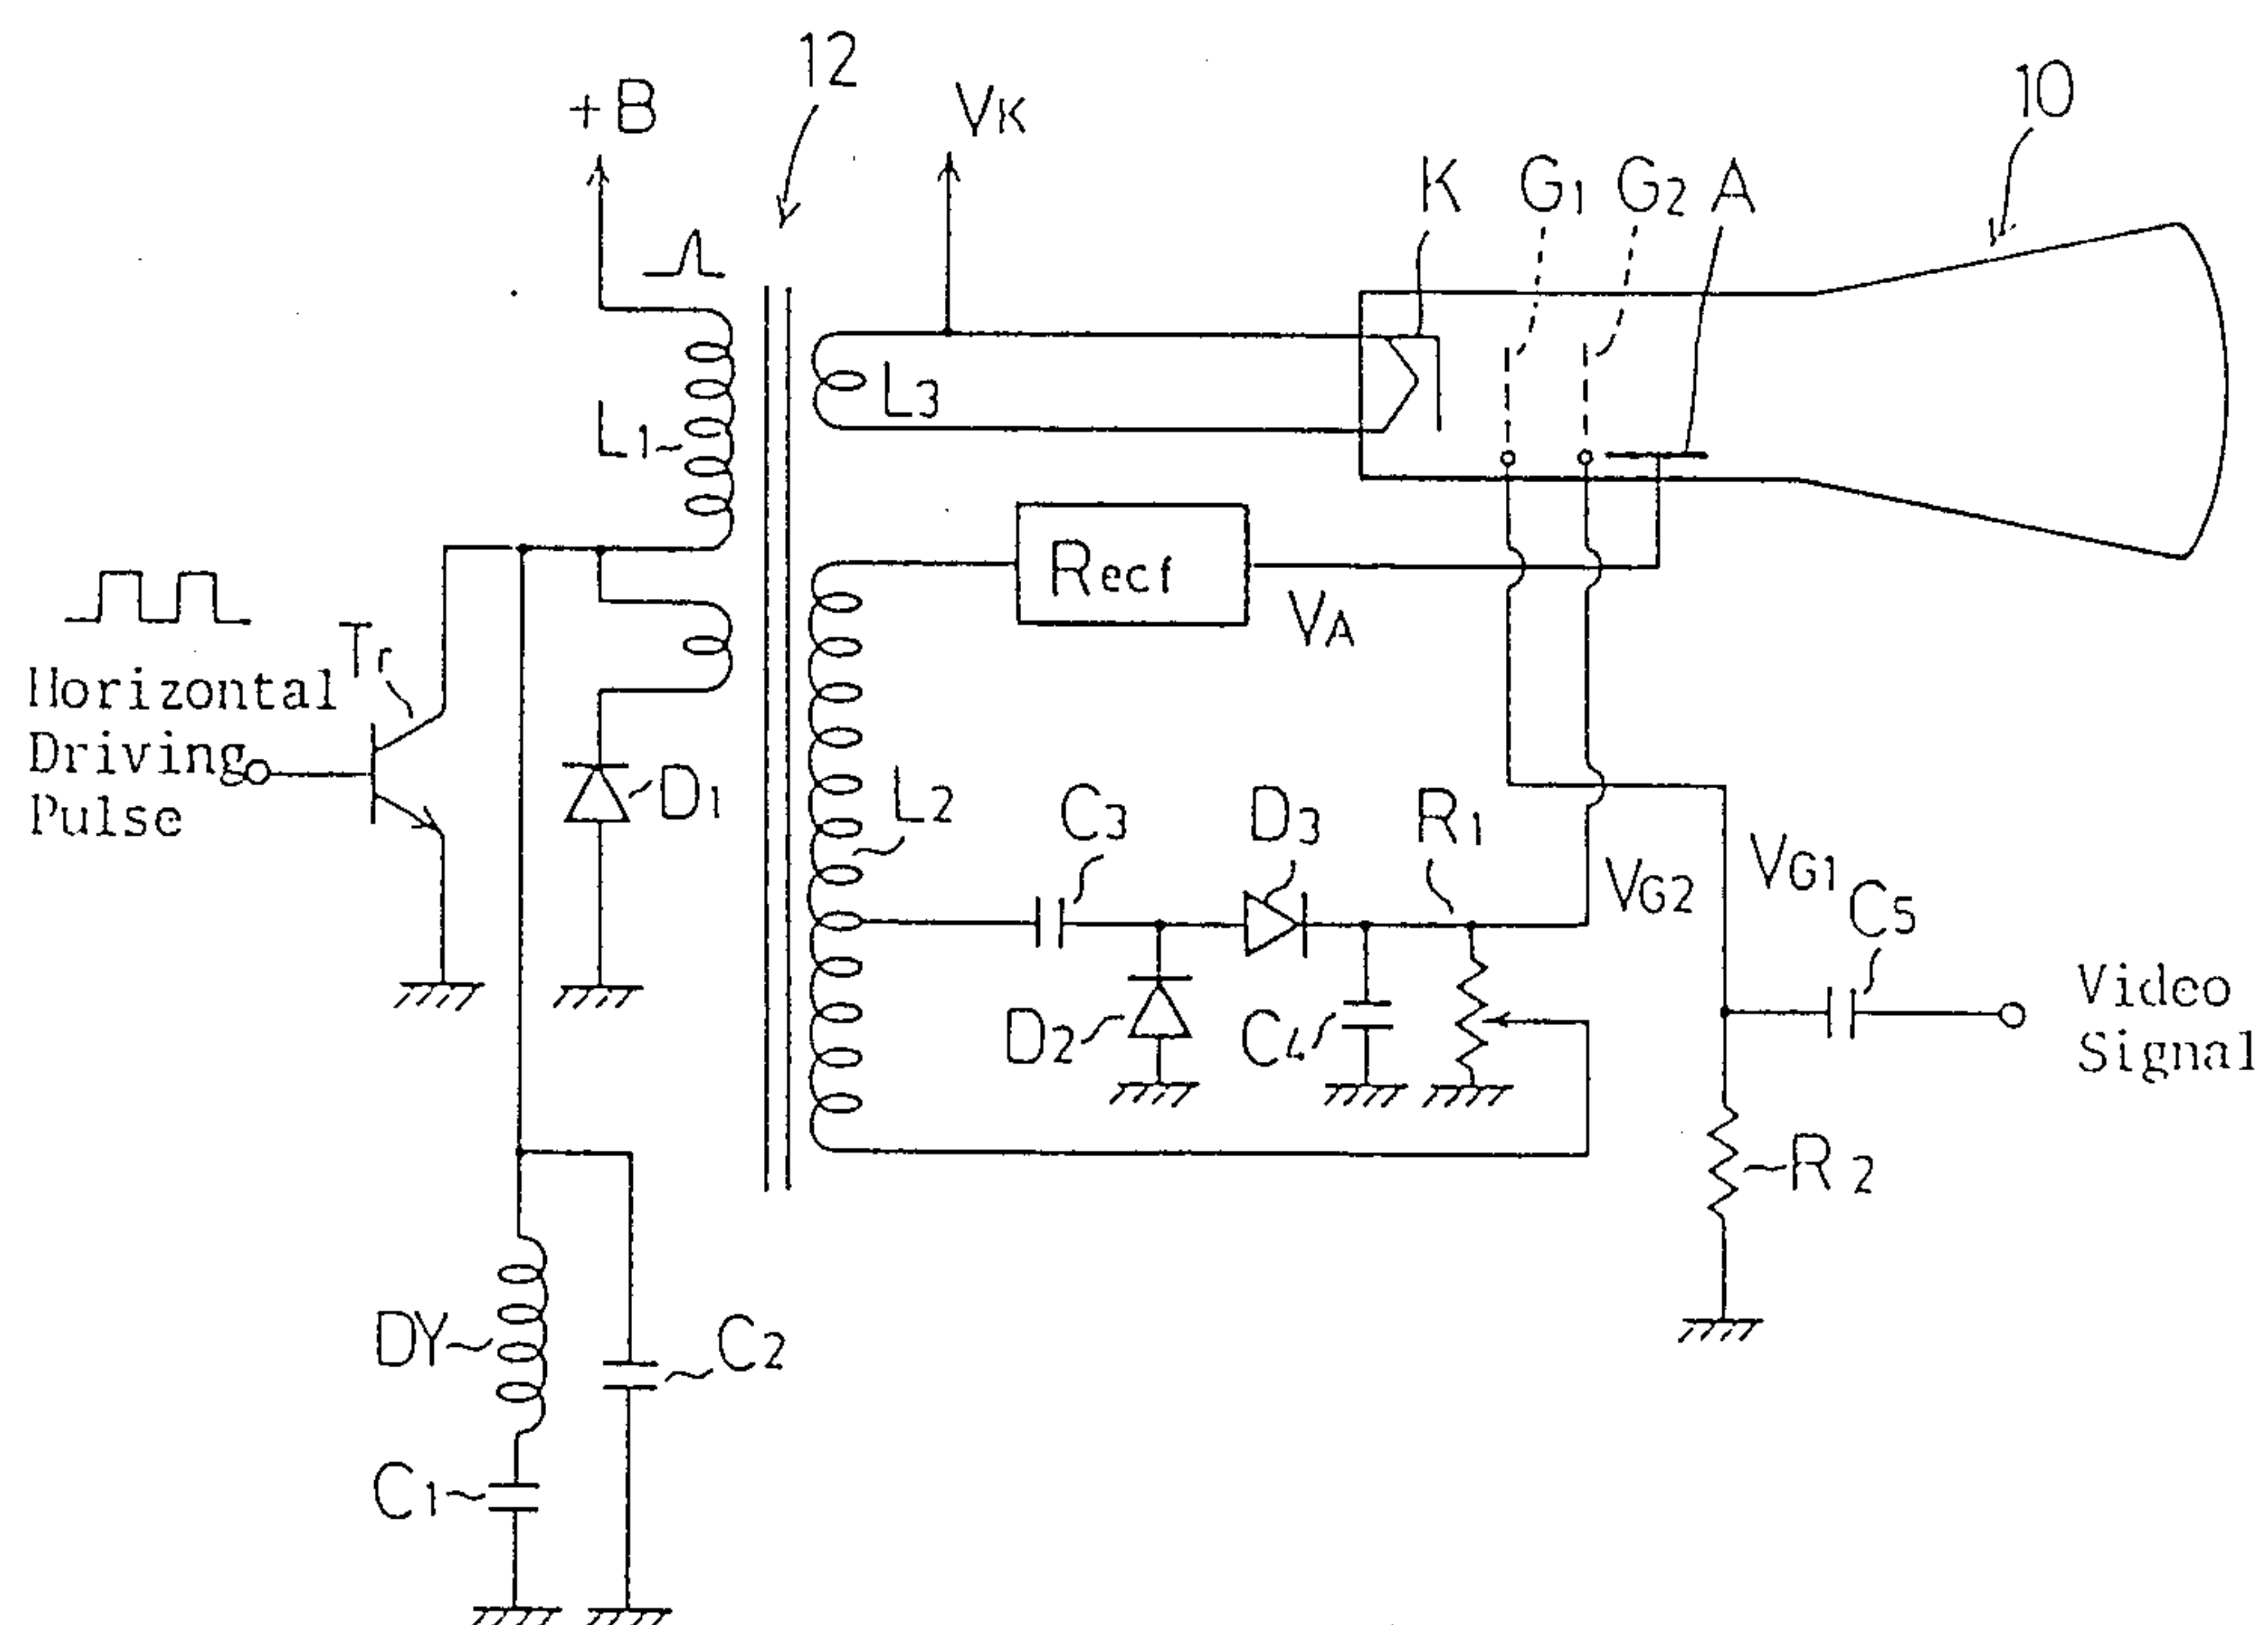 12
10
+B
VK
K
G1
G2
A
L1
L3
Rect
VA
Tr
Horizontal
Driving
Pulse
D1
L2
C3
D3
R1
VG2
VG1
C5
D2
C4
Video
Signal
R2
DY
C2
C1